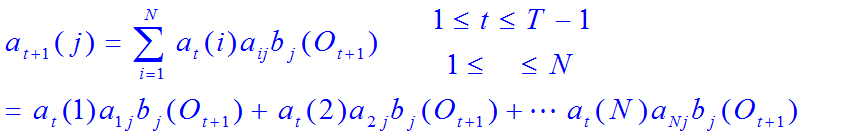 a_{t+1}(j) = \sum_{i=1}^{N} a_t(i) a_{ij} b_j(O_{t+1})    1 ≤ t ≤ T − 1
1 ≤   ≤ N
= a_t(1) a_{1j} b_j(O_{t+1}) + a_t(2) a_{2j} b_j(O_{t+1}) + ⋯ a_t(N) a_{Nj} b_j(O_{t+1})